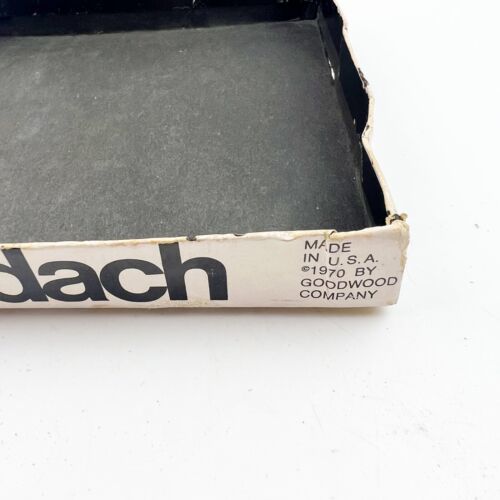 dach
MADE
IN U.S.A.
©1970 BY
GOODWOOD
COMPANY